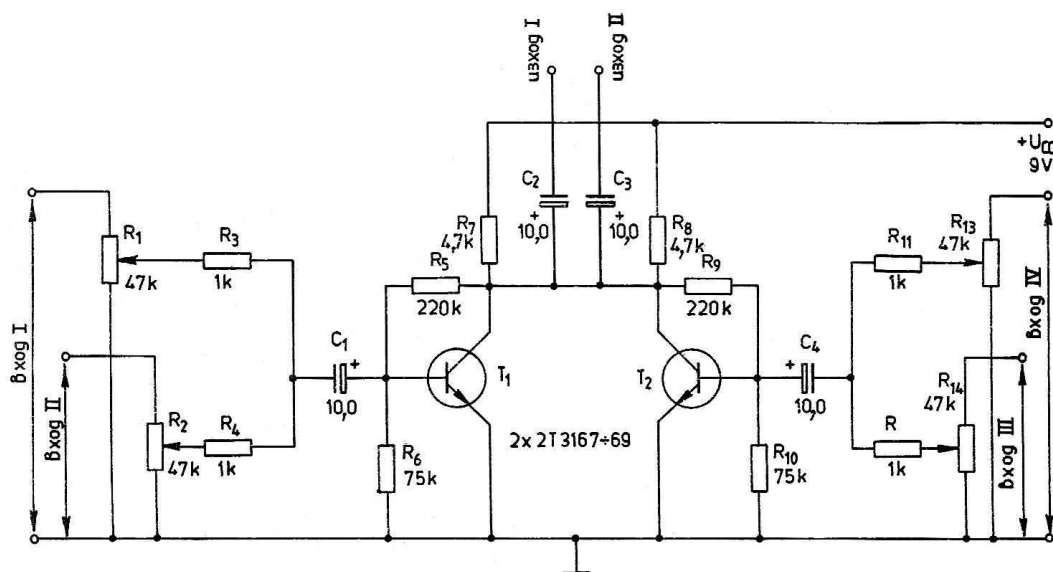 изход I
изход II
+UB
9V
C2
+
10,0
C3
+
10,0
R1
47k
R3
1k
R7
4,7k
R8
4,7k
R11
1k
R13
47k
R5
220k
R9
220k
вход I
вход II
C1
+
10,0
T1
T2
C4
+
10,0
R14
47k
вход III
вход IV
R2
47k
R4
1k
R6
75k
2x 2T3167÷69
R10
75k
R
1k